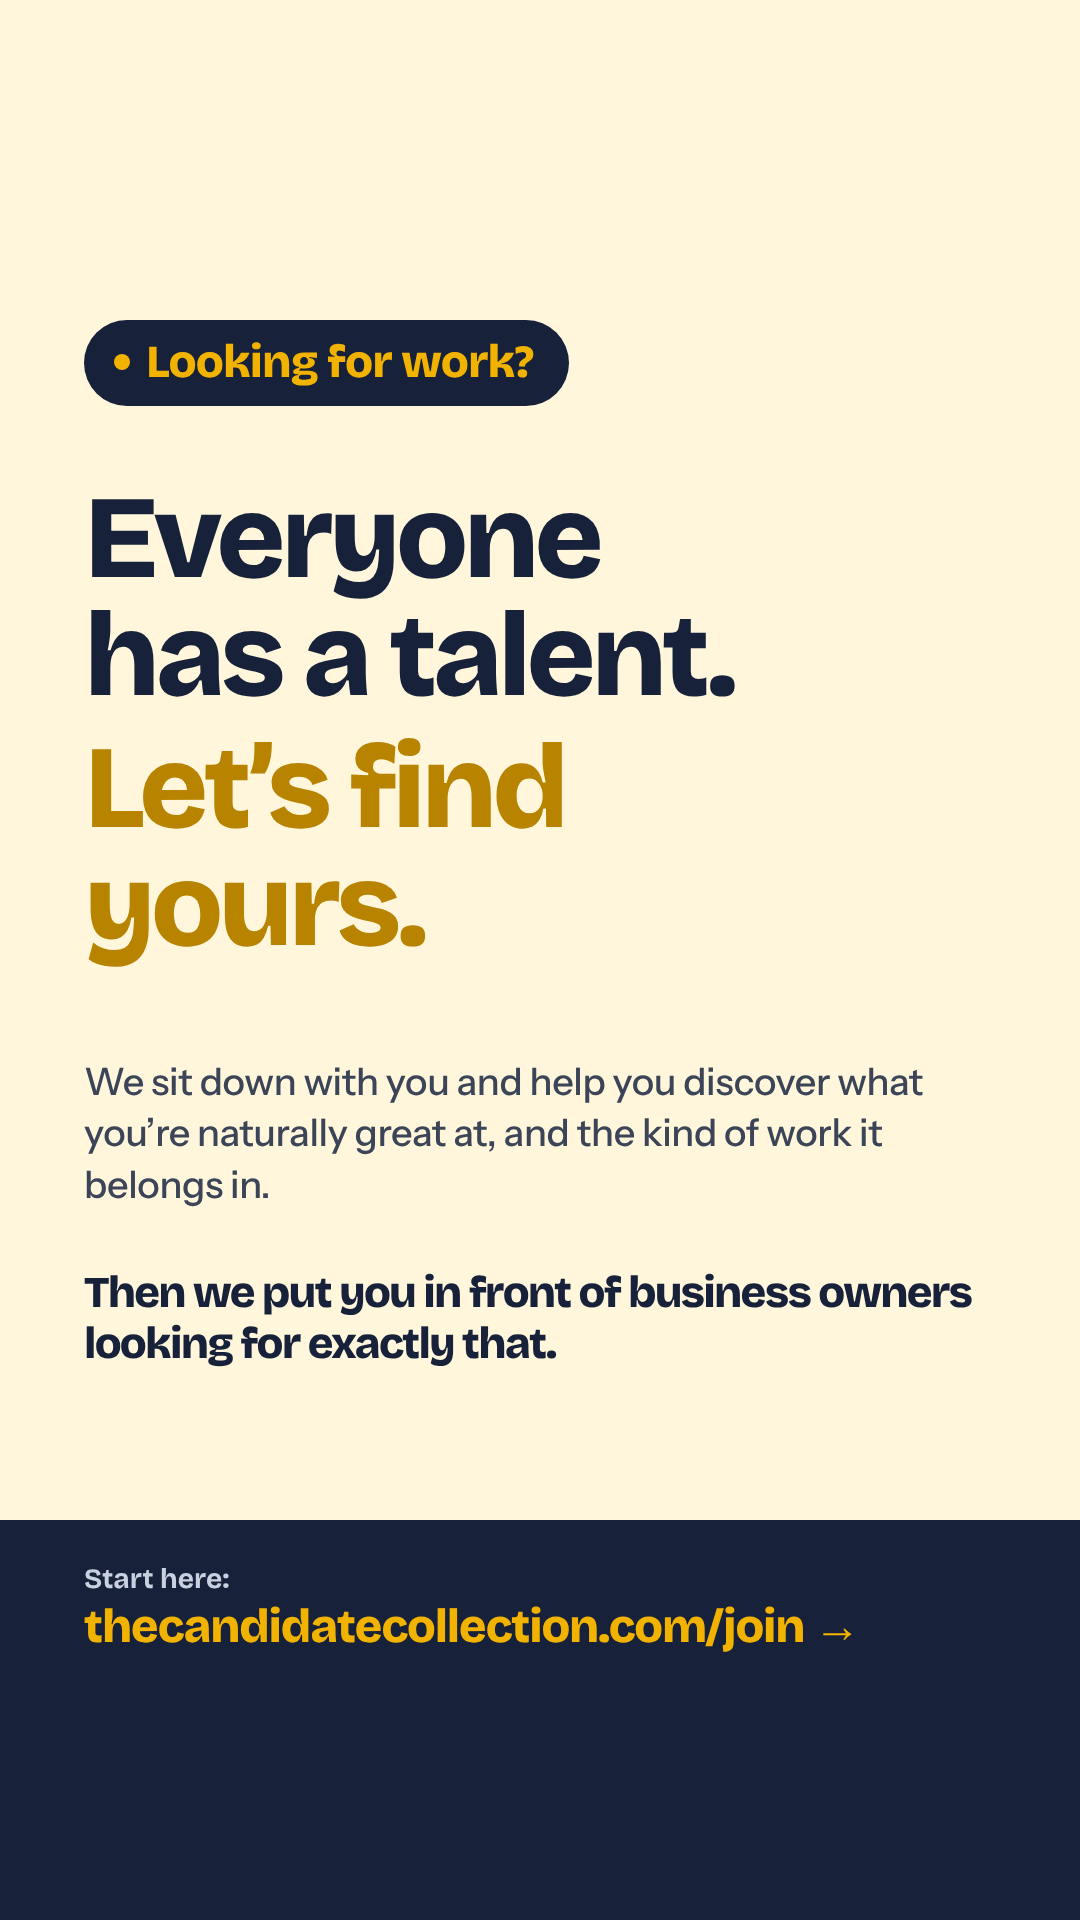 Looking for work?
Everyone
has a talent.
Let’s find
yours.
We sit down with you and help you discover what
you’re naturally great at, and the kind of work it
belongs in.
Then we put you in front of business owners
looking for exactly that.
Start here:
thecandidatecollection.com/join →